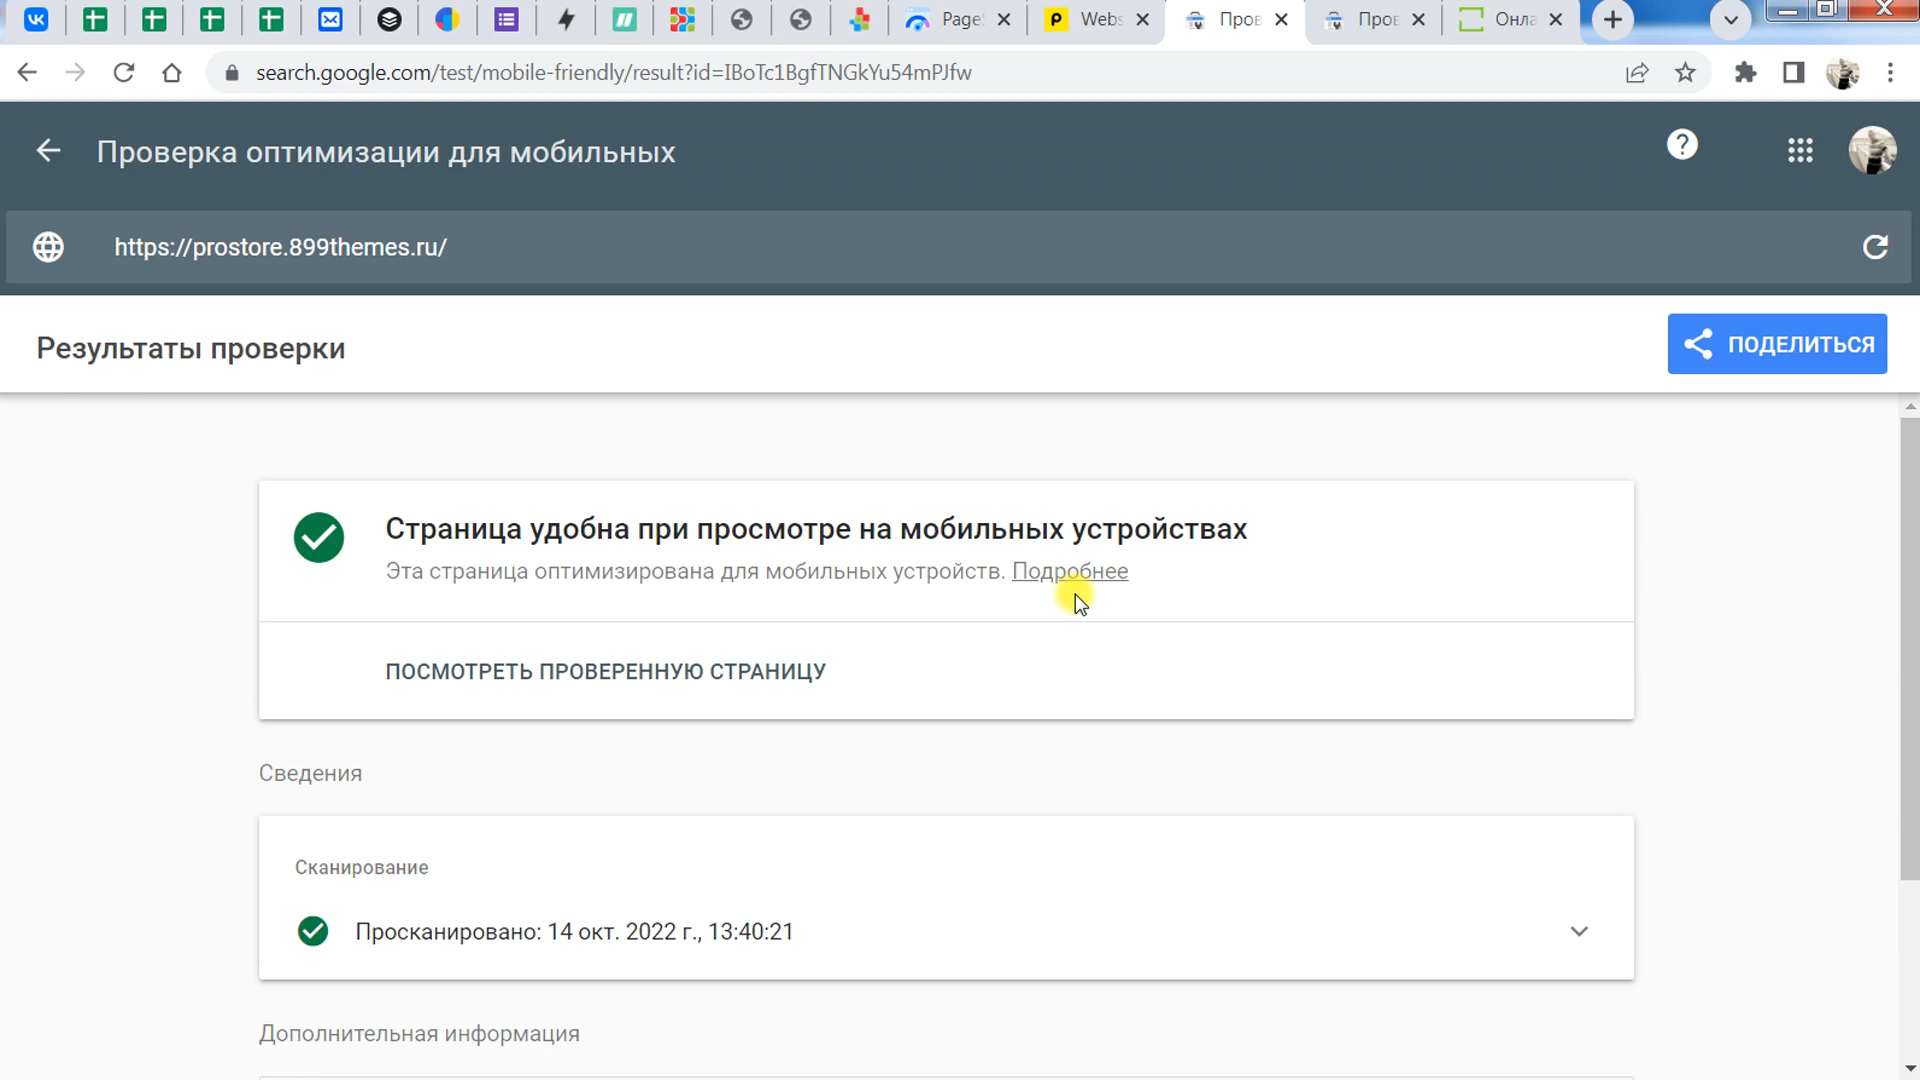 Page
Webs
Пров
Пров
Онла
search.google.com/test/mobile-friendly/result?id=IBoTc1BgfTNGkYu54mPJfw
Проверка оптимизации для мобильных
https://prostore.899themes.ru/
Результаты проверки
ПОДЕЛИТЬСЯ
Страница удобна при просмотре на мобильных устройствах
Эта страница оптимизирована для мобильных устройств. Подробнее
ПОСМОТРЕТЬ ПРОВЕРЕННУЮ СТРАНИЦУ
Сведения
Сканирование
Просканировано: 14 окт. 2022 г., 13:40:21
Дополнительная информация